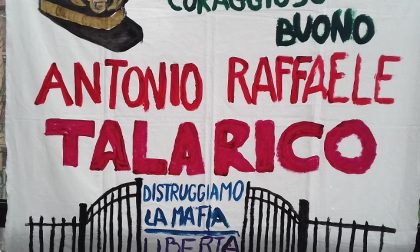 CORAGGIOSO
BUONO
ANTONIO RAFFAELE
TALARICO
DISTRUGGIAMO
LA MAFIA
LIBERTA